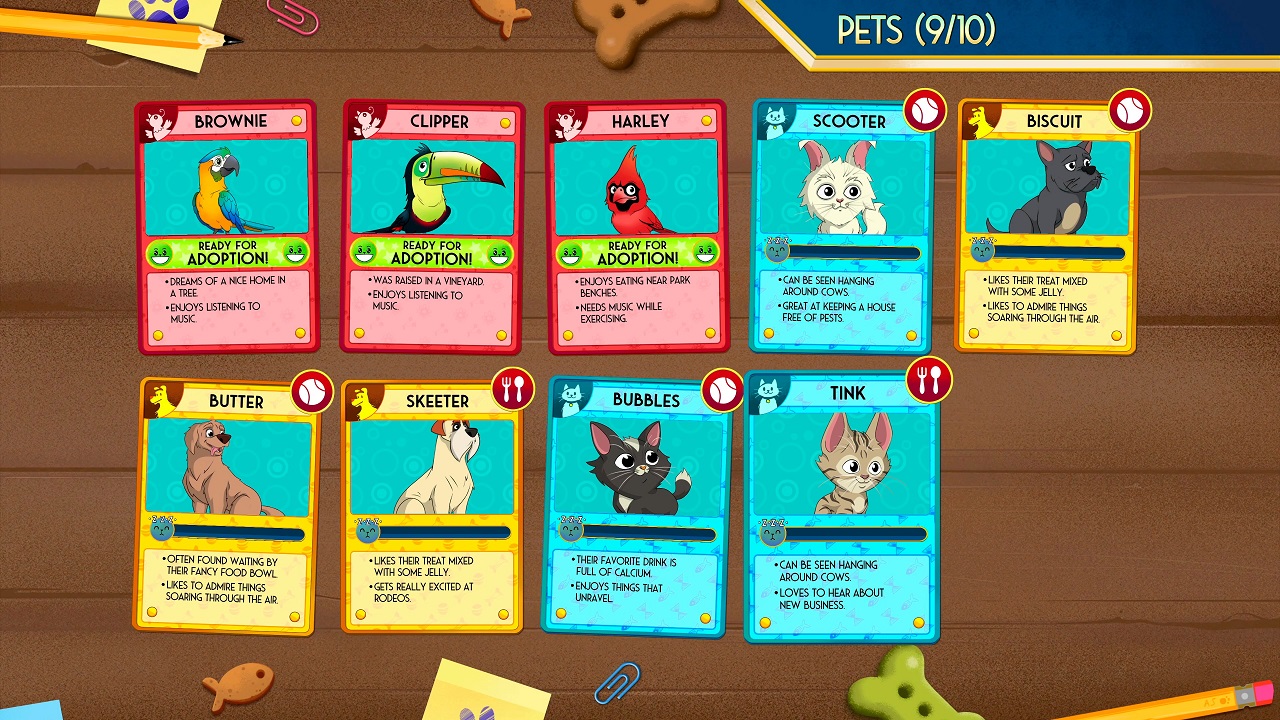 PETS (9/10)
BROWNIE
READY FOR
ADOPTION!
•DREAMS OF A NICE HOME IN
A TREE.
•ENJOYS LISTENING TO
MUSIC.
CLIPPER
READY FOR
ADOPTION!
•WAS RAISED IN A VINEYARD.
•ENJOYS LISTENING TO
MUSIC.
HARLEY
READY FOR
ADOPTION!
•ENJOYS EATING NEAR PARK
BENCHES.
•NEEDS MUSIC WHILE
EXERCISING.
SCOOTER
Z-Z-Z
•CAN BE SEEN HANGING
AROUND COWS.
•GREAT AT KEEPING A HOUSE
FREE OF PESTS.
BISCUIT
Z-Z-Z
•LIKES THEIR TREAT MIXED
WITH SOME JELLY.
•LIKES TO ADMIRE THINGS
SOARING THROUGH THE AIR.
BUTTER
Z-Z-Z
•OFTEN FOUND WAITING BY
THEIR FANCY FOOD BOWL.
•LIKES TO ADMIRE THINGS
SOARING THROUGH THE AIR.
SKEETER
Z-Z-Z
•LIKES THEIR TREAT MIXED
WITH SOME JELLY.
•GETS REALLY EXCITED AT
RODEOS.
BUBBLES
Z-Z-Z
•THEIR FAVORITE DRINK IS
FULL OF CALCIUM.
•ENJOYS THINGS THAT
UNRAVEL.
TINK
Z-Z-Z
•CAN BE SEEN HANGING
AROUND COWS.
•LOVES TO HEAR ABOUT
NEW BUSINESS.